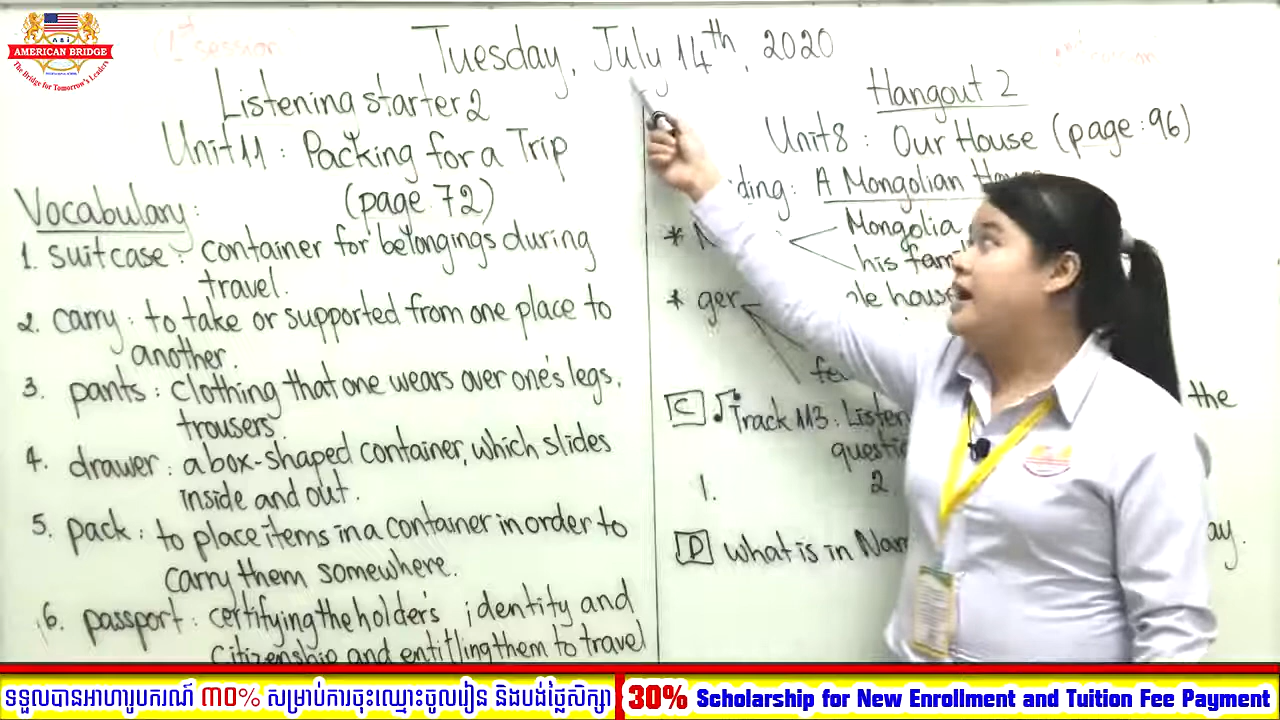 AMERICAN BRIDGE
The Bridge for Tomorrow's Leaders
1st session
Tuesday, July 14th, 2020
Listening starter 2
Unit 11 : Packing for a Trip
(page 72)
Vocabulary:
1. suitcase : container for belongings during
travel.
2. carry : to take or supported from one place to
another.
3. pants : clothing that one wears over one's legs,
trousers.
4. drawer : a box-shaped container, which slides
inside and out.
5. pack : to place items in a container in order to
carry them somewhere.
6. passport : certifying the holder's identity and
citizenship and entitling them to travel
Hangout 2
Unit 8 : Our House (page : 96)
A Mongolian
* Mongolia
his
* ger house
the
C Track 113 : Listen
1. 2
D What is in
ទទួលបានអាហារូបករណ៍ ៣០% សម្រាប់ការចុះឈ្មោះចូលរៀន និងបង់ថ្លៃសិក្សា
30% Scholarship for New Enrollment and Tuition Fee Payment